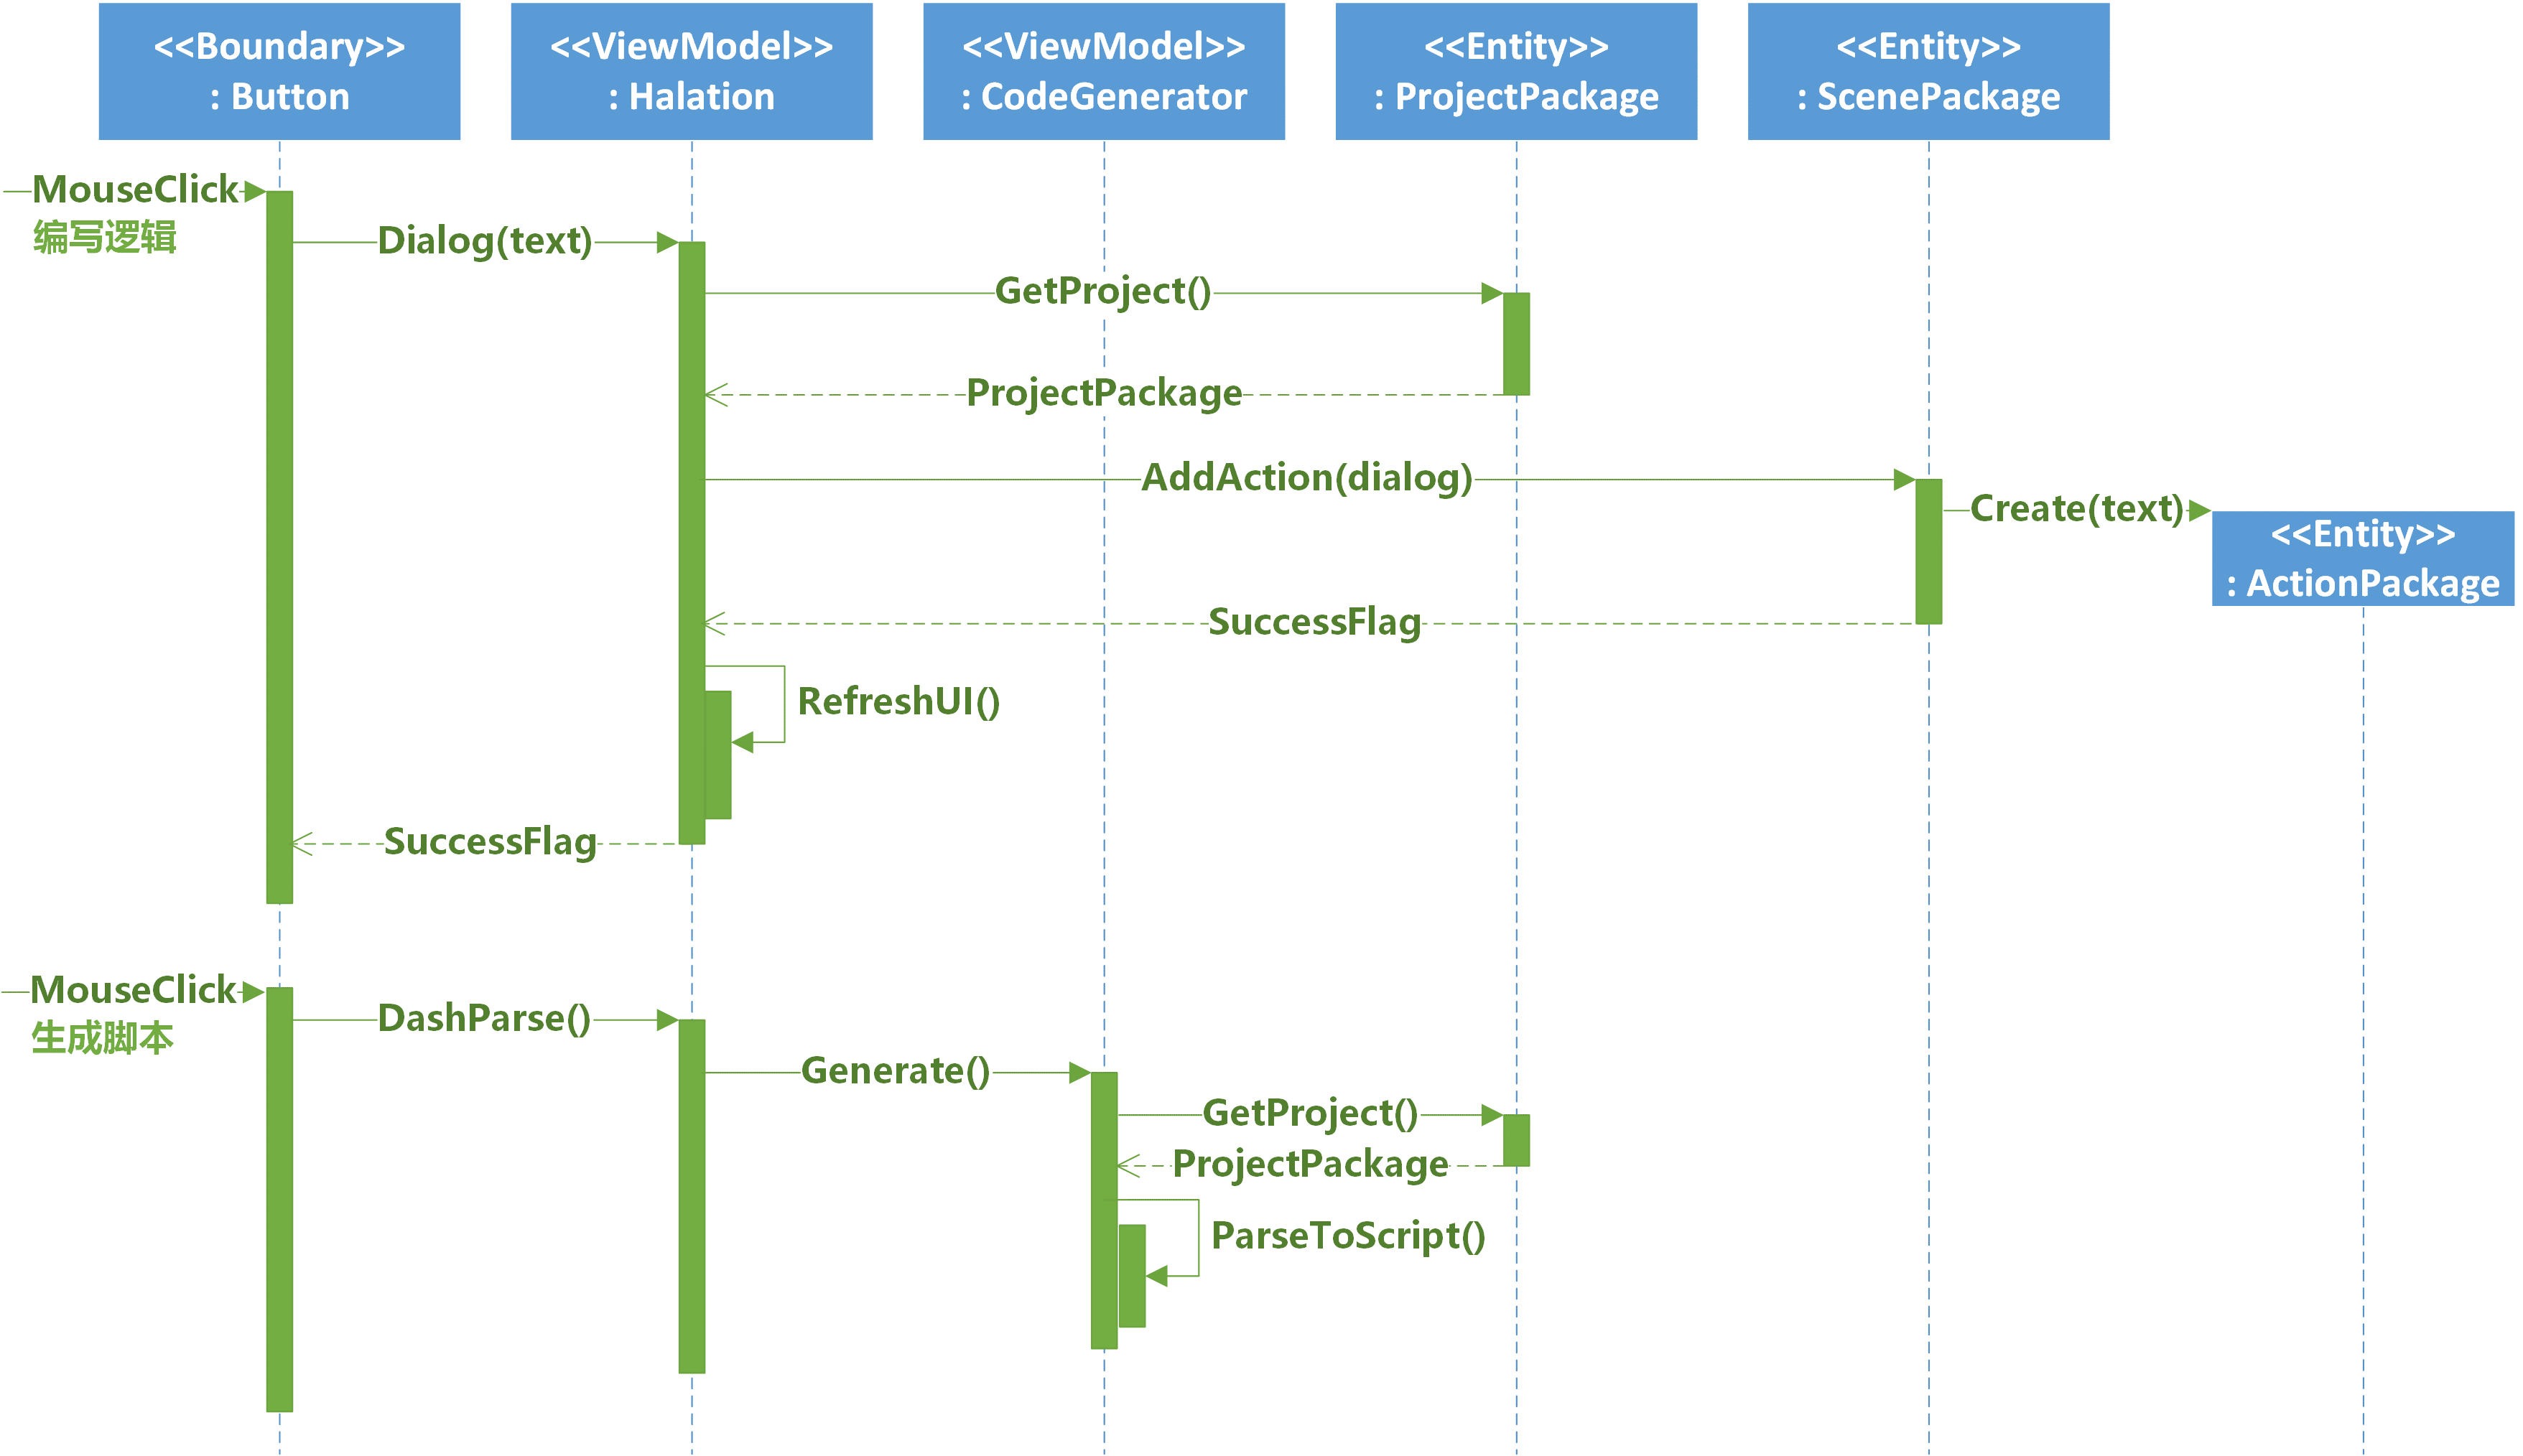 <<Boundary>>
: Button
<<ViewModel>>
: Halation
<<ViewModel>>
: CodeGenerator
<<Entity>>
: ProjectPackage
<<Entity>>
: ScenePackage
MouseClick
编写逻辑
Dialog(text)
GetProject()
ProjectPackage
AddAction(dialog)
Create(text)
<<Entity>>
: ActionPackage
SuccessFlag
RefreshUI()
SuccessFlag
MouseClick
生成脚本
DashParse()
Generate()
GetProject()
ProjectPackage
ParseToScript()